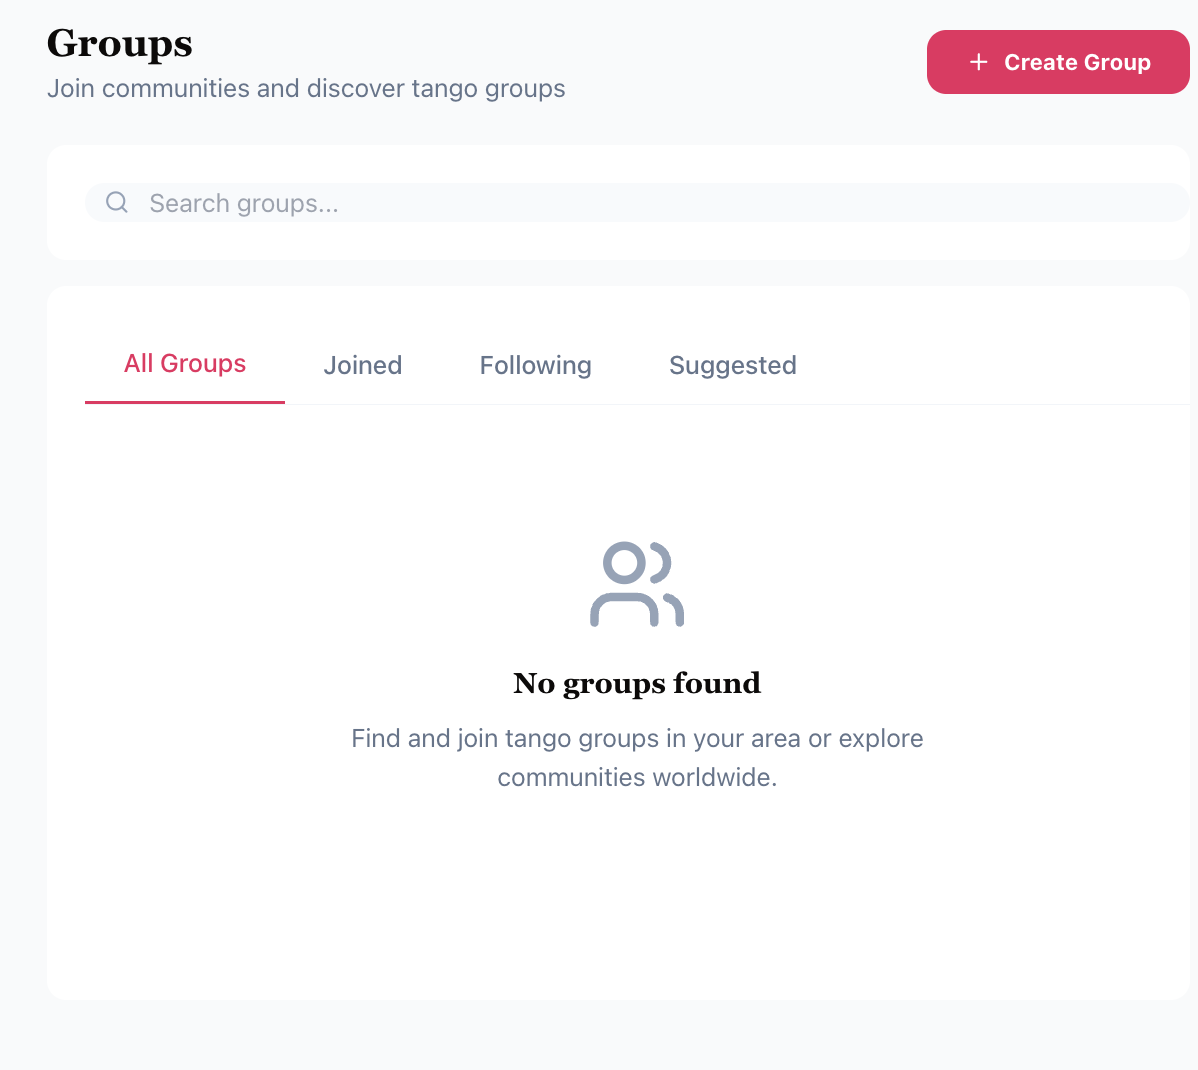 Groups
Join communities and discover tango groups
Create Group
Search groups...
All Groups
Joined
Following
Suggested
No groups found
Find and join tango groups in your area or explore
communities worldwide.